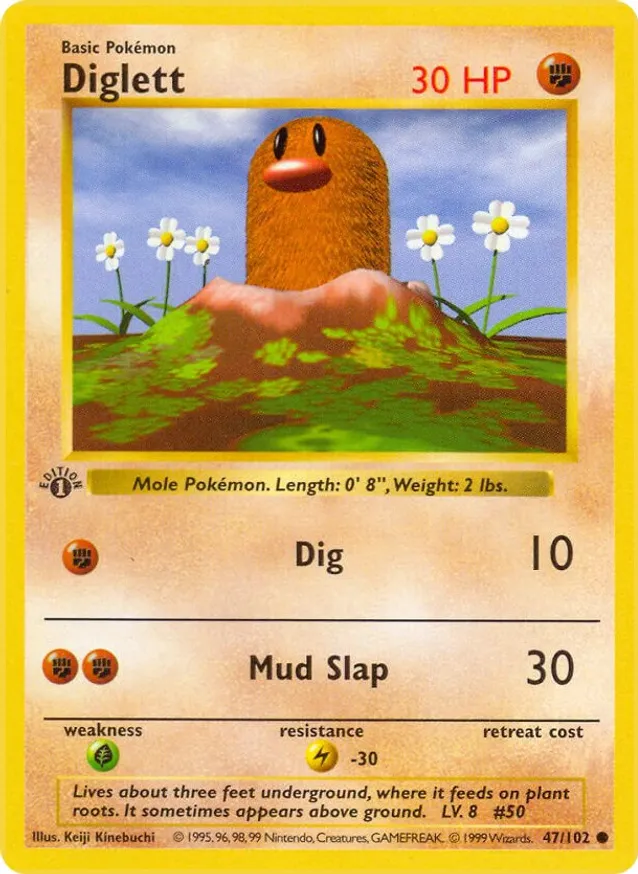 Basic Pokémon
Diglett
30 HP
EDITION
1
Mole Pokémon. Length: 0' 8", Weight: 2 lbs.
Dig 10
Mud Slap 30
weakness resistance retreat cost
-30
Lives about three feet underground, where it feeds on plant
roots. It sometimes appears above ground. LV. 8 #50
Illus. Keiji Kinebuchi © 1995, 96, 98, 99 Nintendo, Creatures, GAMEFREAK. © 1999 Wizards. 47/102